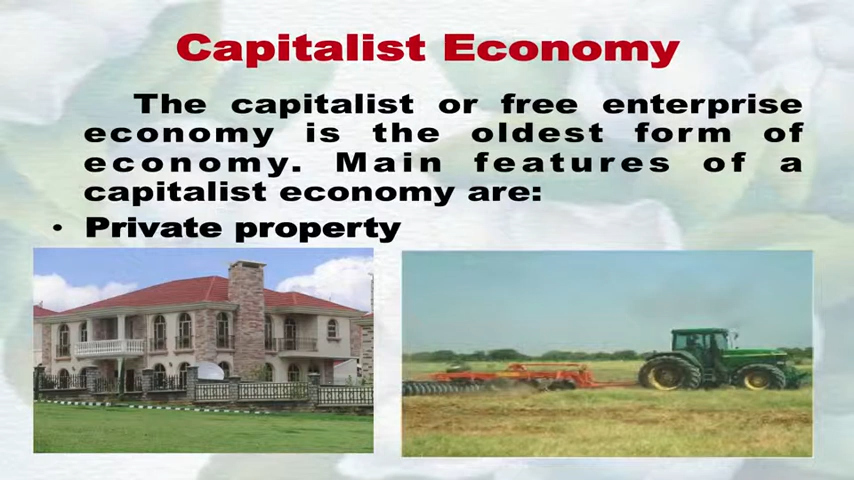 Capitalist Economy
The capitalist or free enterprise
economy is the oldest form of
economy. Main features of a
capitalist economy are:
• Private property